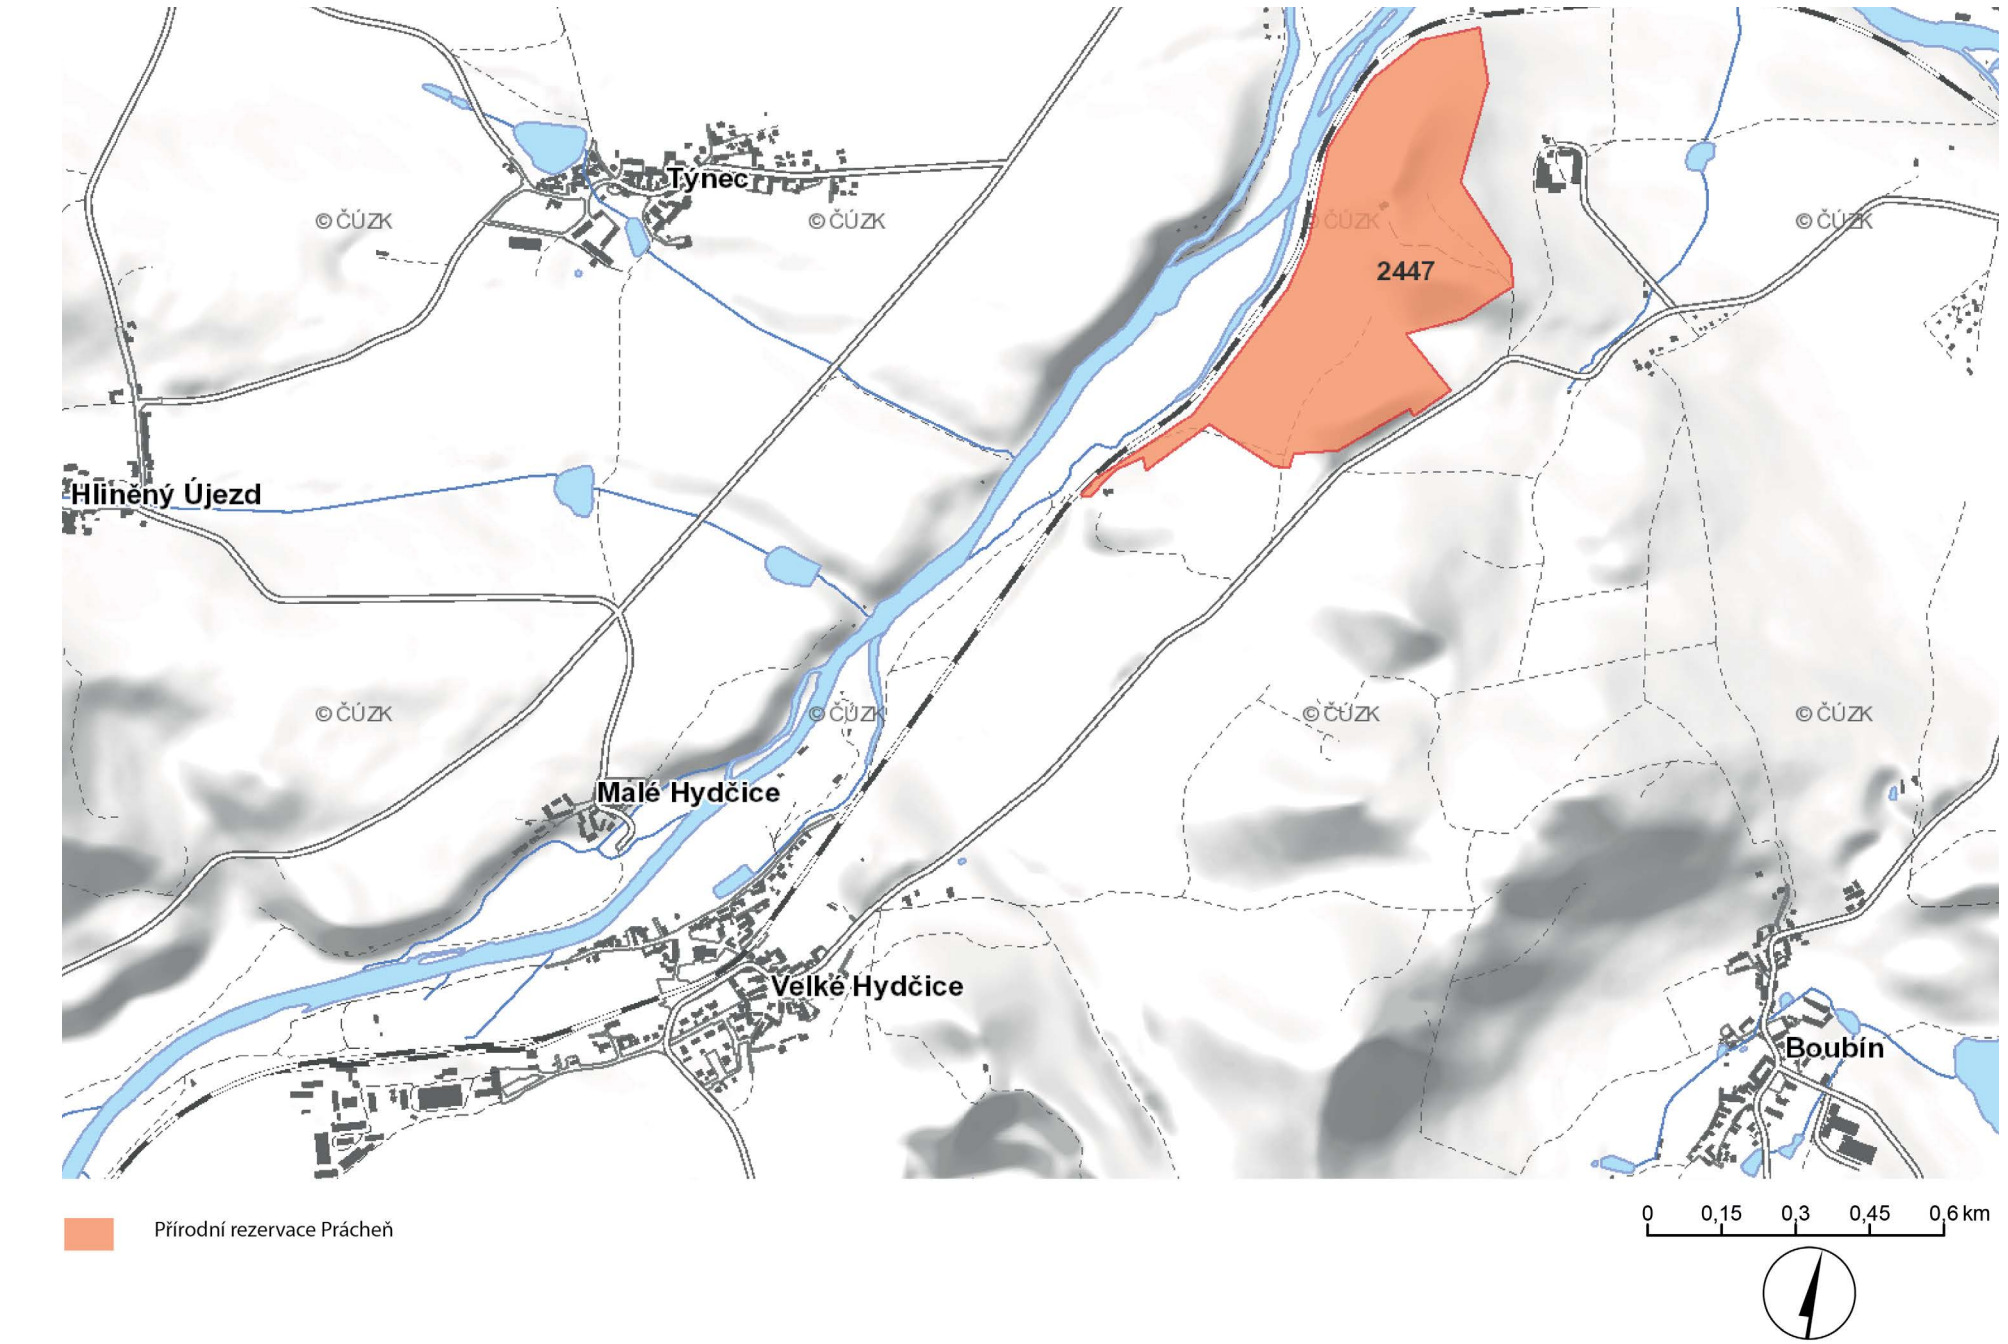 Týnec
© ČÚZK
© ČÚZK
© ČÚZK
© ČÚZK
2447
Hliněný Újezd
© ČÚZK
© ČÚZK
© ČÚZK
© ČÚZK
Malé Hydčice
Velké Hydčice
Boubín
Přírodní rezervace Prácheň
0 0,15 0,3 0,45 0,6 km